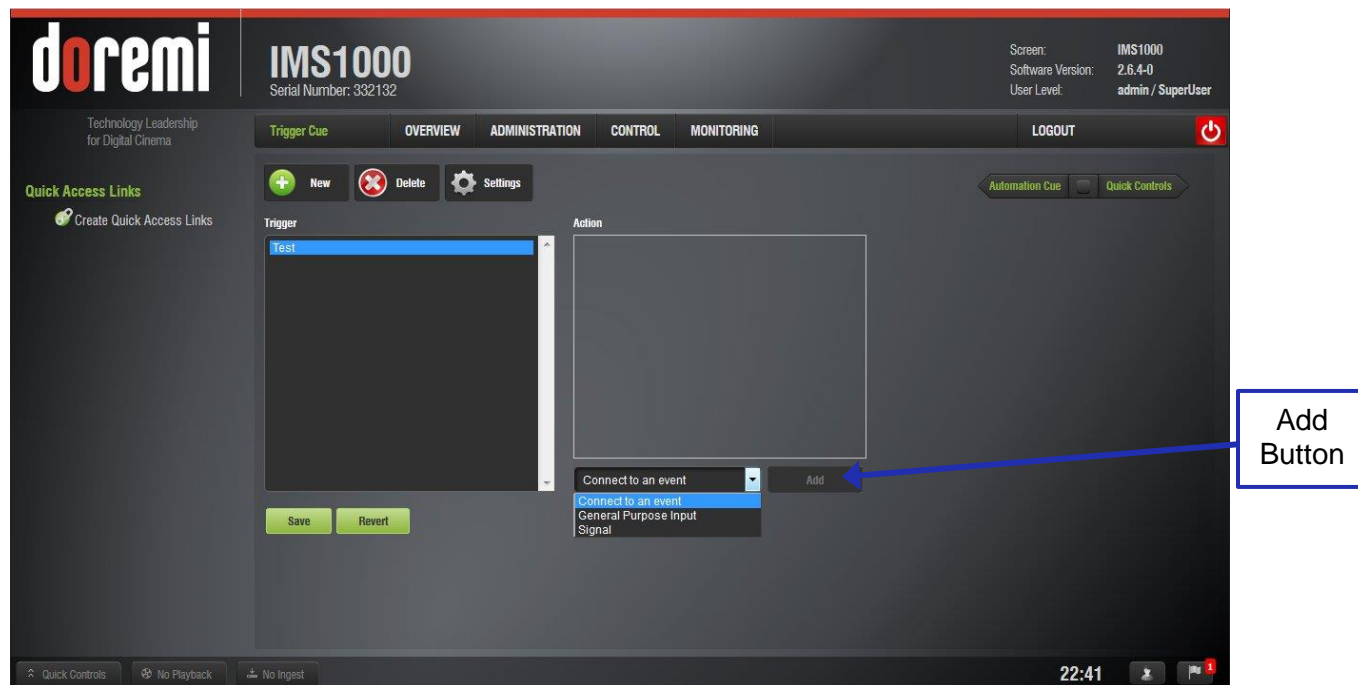 doremi
Technology Leadership
for Digital Cinema
IMS1000
Serial Number: 332132
Screen: IMS1000
Software Version: 2.6.4-0
User Level: admin / SuperUser
Trigger Cue OVERVIEW ADMINISTRATION CONTROL MONITORING LOGOUT
Quick Access Links
Create Quick Access Links
New Delete Settings
Automation Cue Quick Controls
Trigger
Test
Action
Connect to an event Add
Connect to an event
General Purpose Input
Signal
Save Revert
Add
Button
Quick Controls No Playback No Ingest 22:41 1